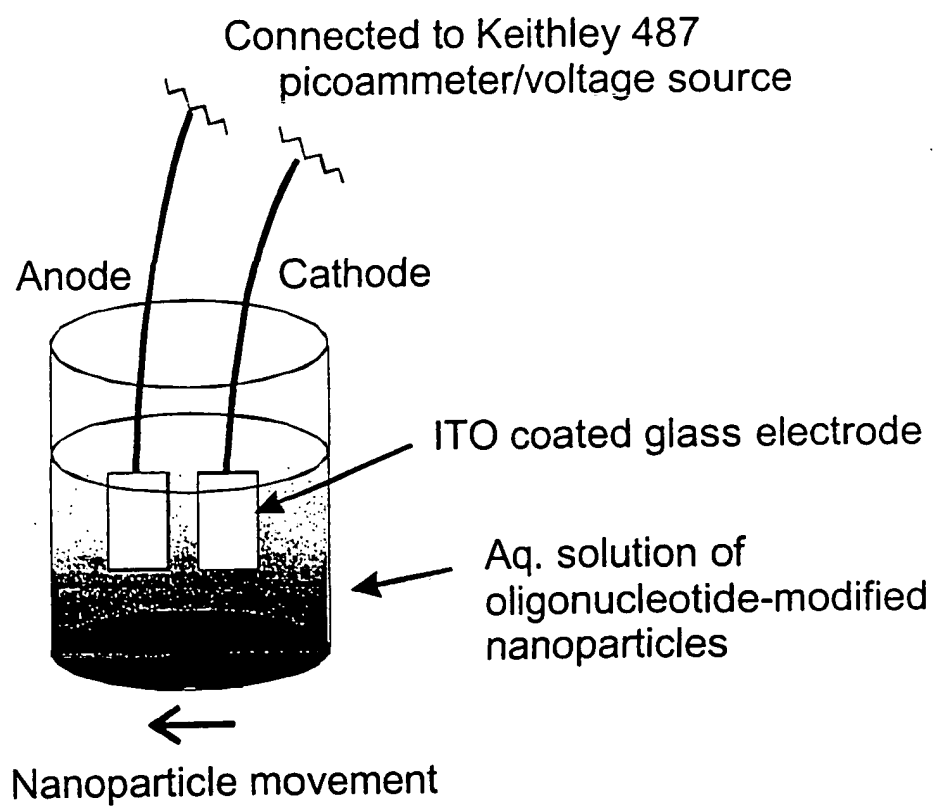 Connected to Keithley 487
picoammeter/voltage source
Anode
Cathode
ITO coated glass electrode
Aq. solution of
oligonucleotide-modified
nanoparticles
Nanoparticle movement